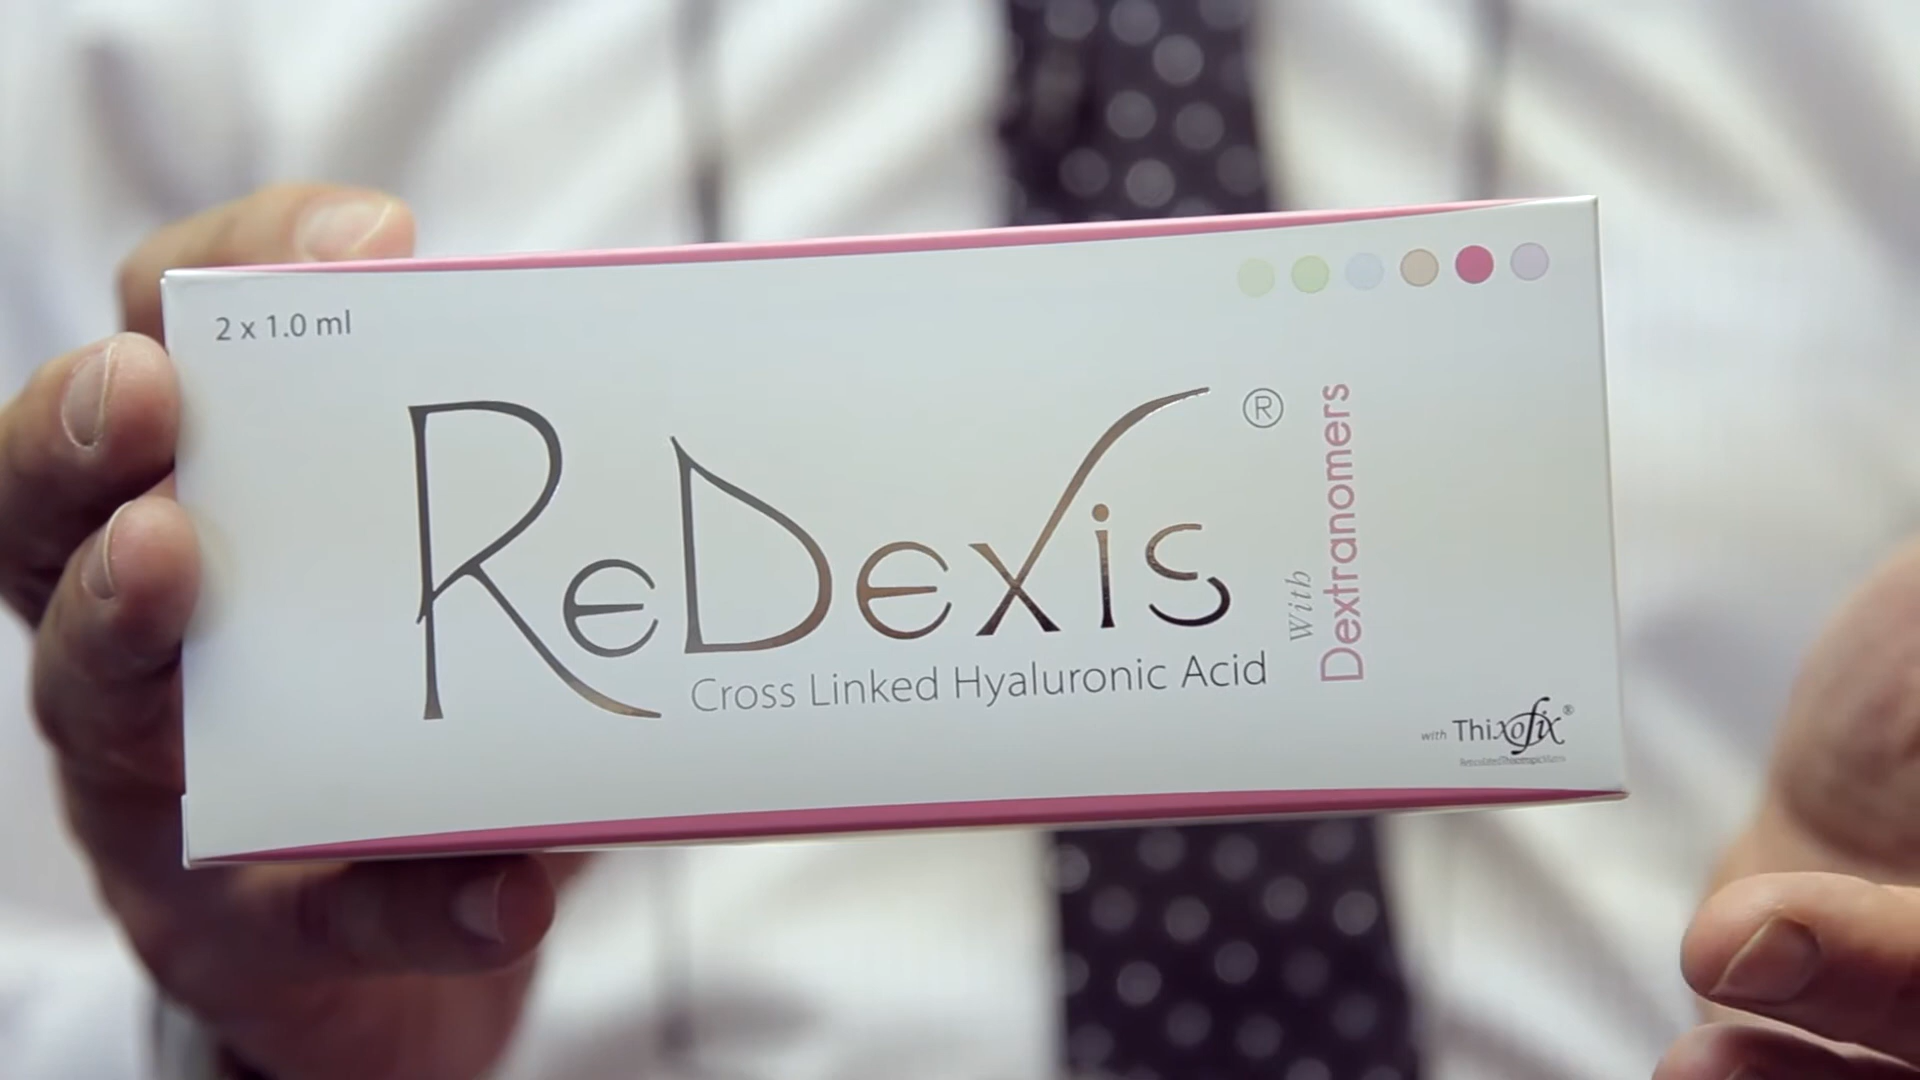 2 x 1.0 ml
ReDexis ®
Cross Linked Hyaluronic Acid
With
Dextranomers
with Thixofix®